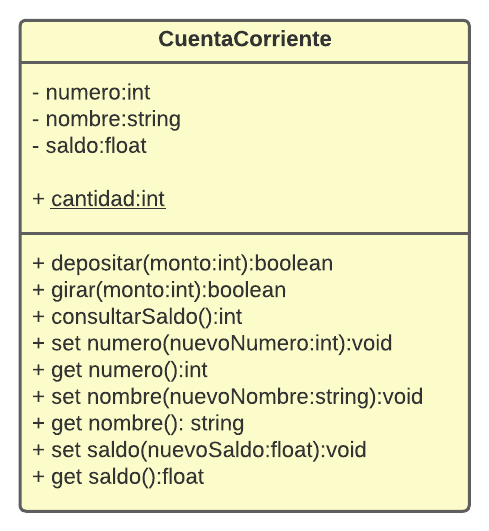 CuentaCorriente
- numero:int
- nombre:string
- saldo:float
+ cantidad:int
+ depositar(monto:int):boolean
+ girar(monto:int):boolean
+ consultarSaldo():int
+ set numero(nuevoNumero:int):void
+ get numero():int
+ set nombre(nuevoNombre:string):void
+ get nombre(): string
+ set saldo(nuevoSaldo:float):void
+ get saldo():float